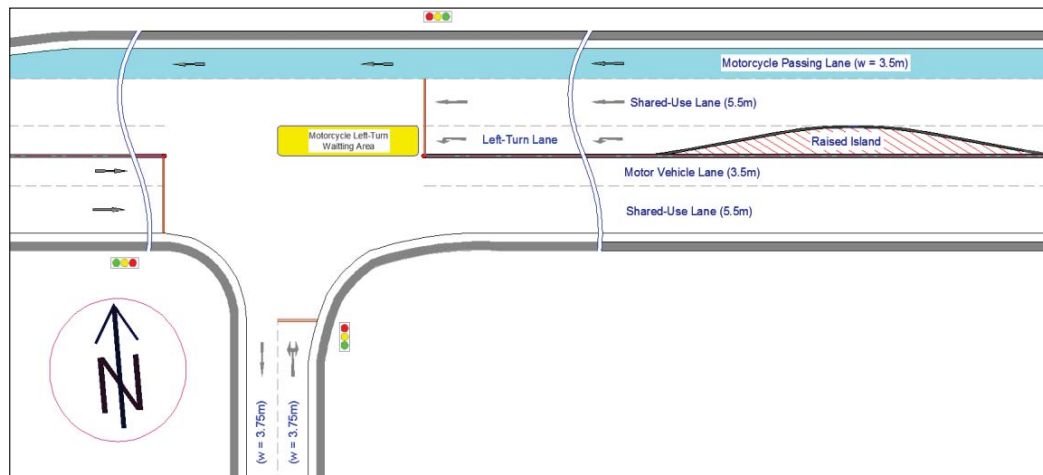 Motorcycle Passing Lane (w = 3.5m)
Shared-Use Lane (5.5m)
Motorcycle Left-Turn
Waitting Area
Left-Turn Lane
Raised Island
Motor Vehicle Lane (3.5m)
Shared-Use Lane (5.5m)
N
(w = 3.75m)
(w = 3.75m)